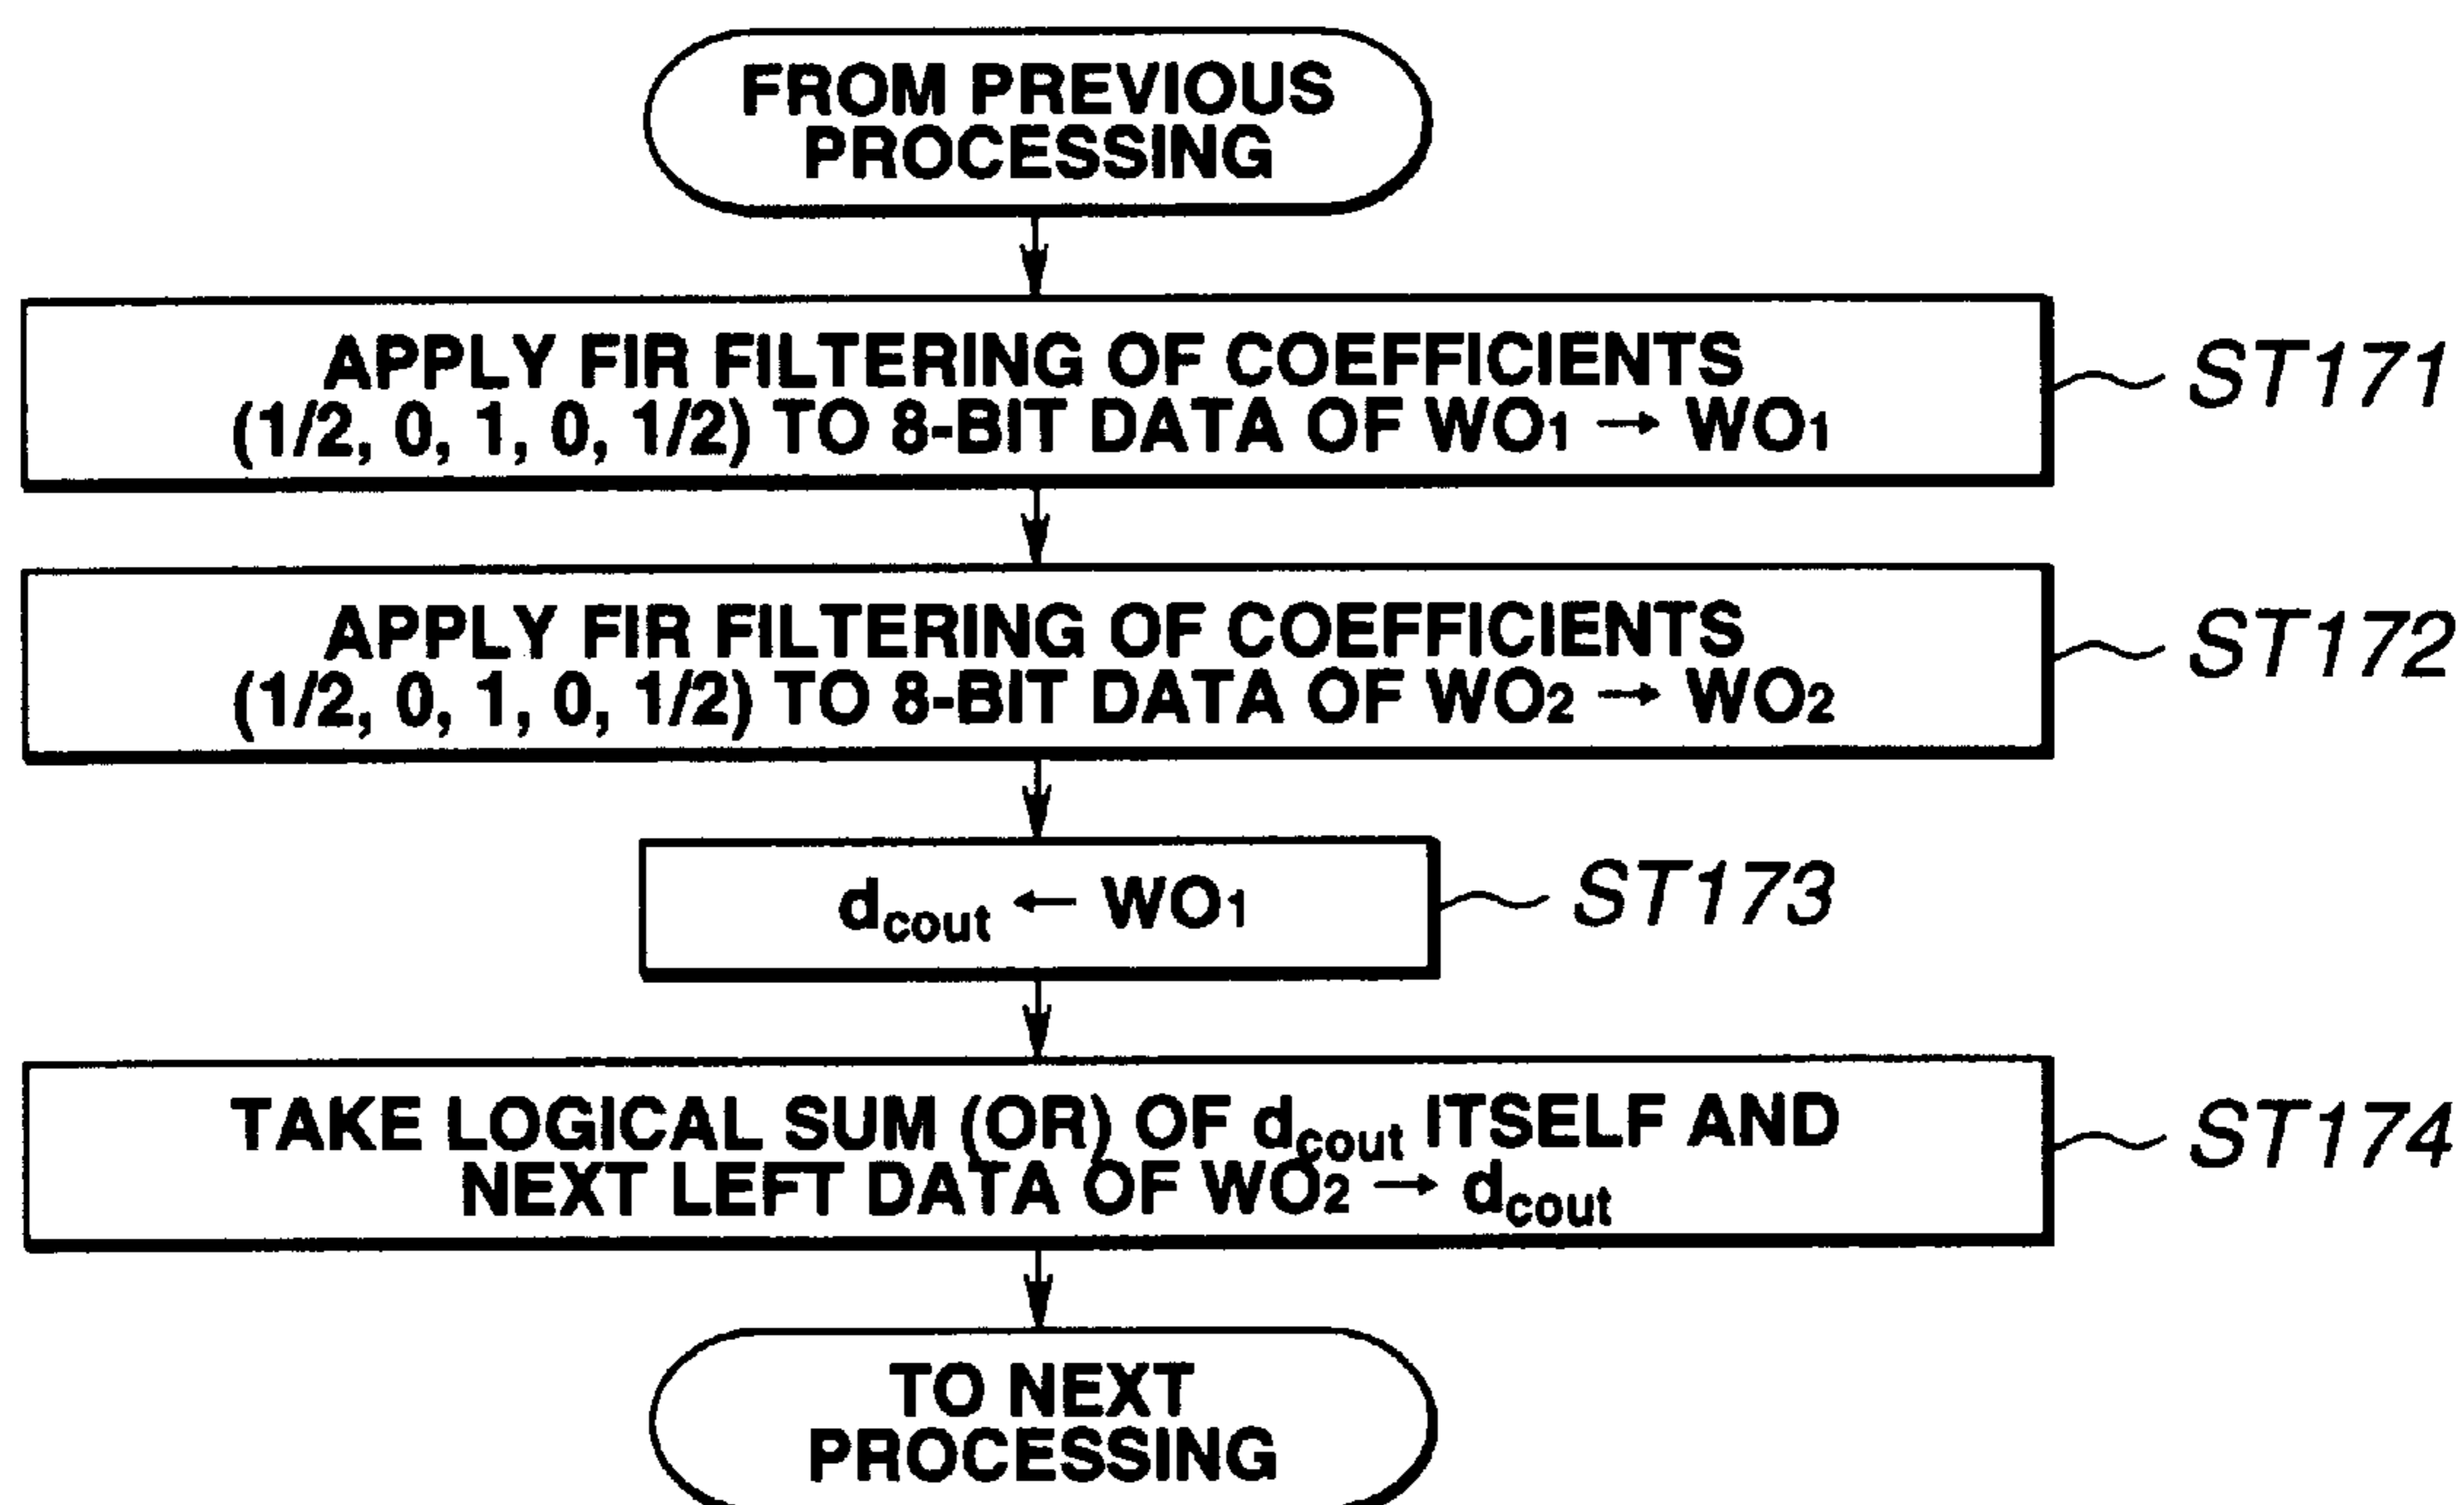 FROM PREVIOUS
PROCESSING
APPLY FIR FILTERING OF COEFFICIENTS
(1/2, 0, 1, 0, 1/2) TO 8-BIT DATA OF WO1 → WO1
ST171
APPLY FIR FILTERING OF COEFFICIENTS
(1/2, 0, 1, 0, 1/2) TO 8-BIT DATA OF WO2 → WO2
ST172
dcout ← WO1
ST173
TAKE LOGICAL SUM (OR) OF dcout ITSELF AND
NEXT LEFT DATA OF WO2 → dcout
ST174
TO NEXT
PROCESSING